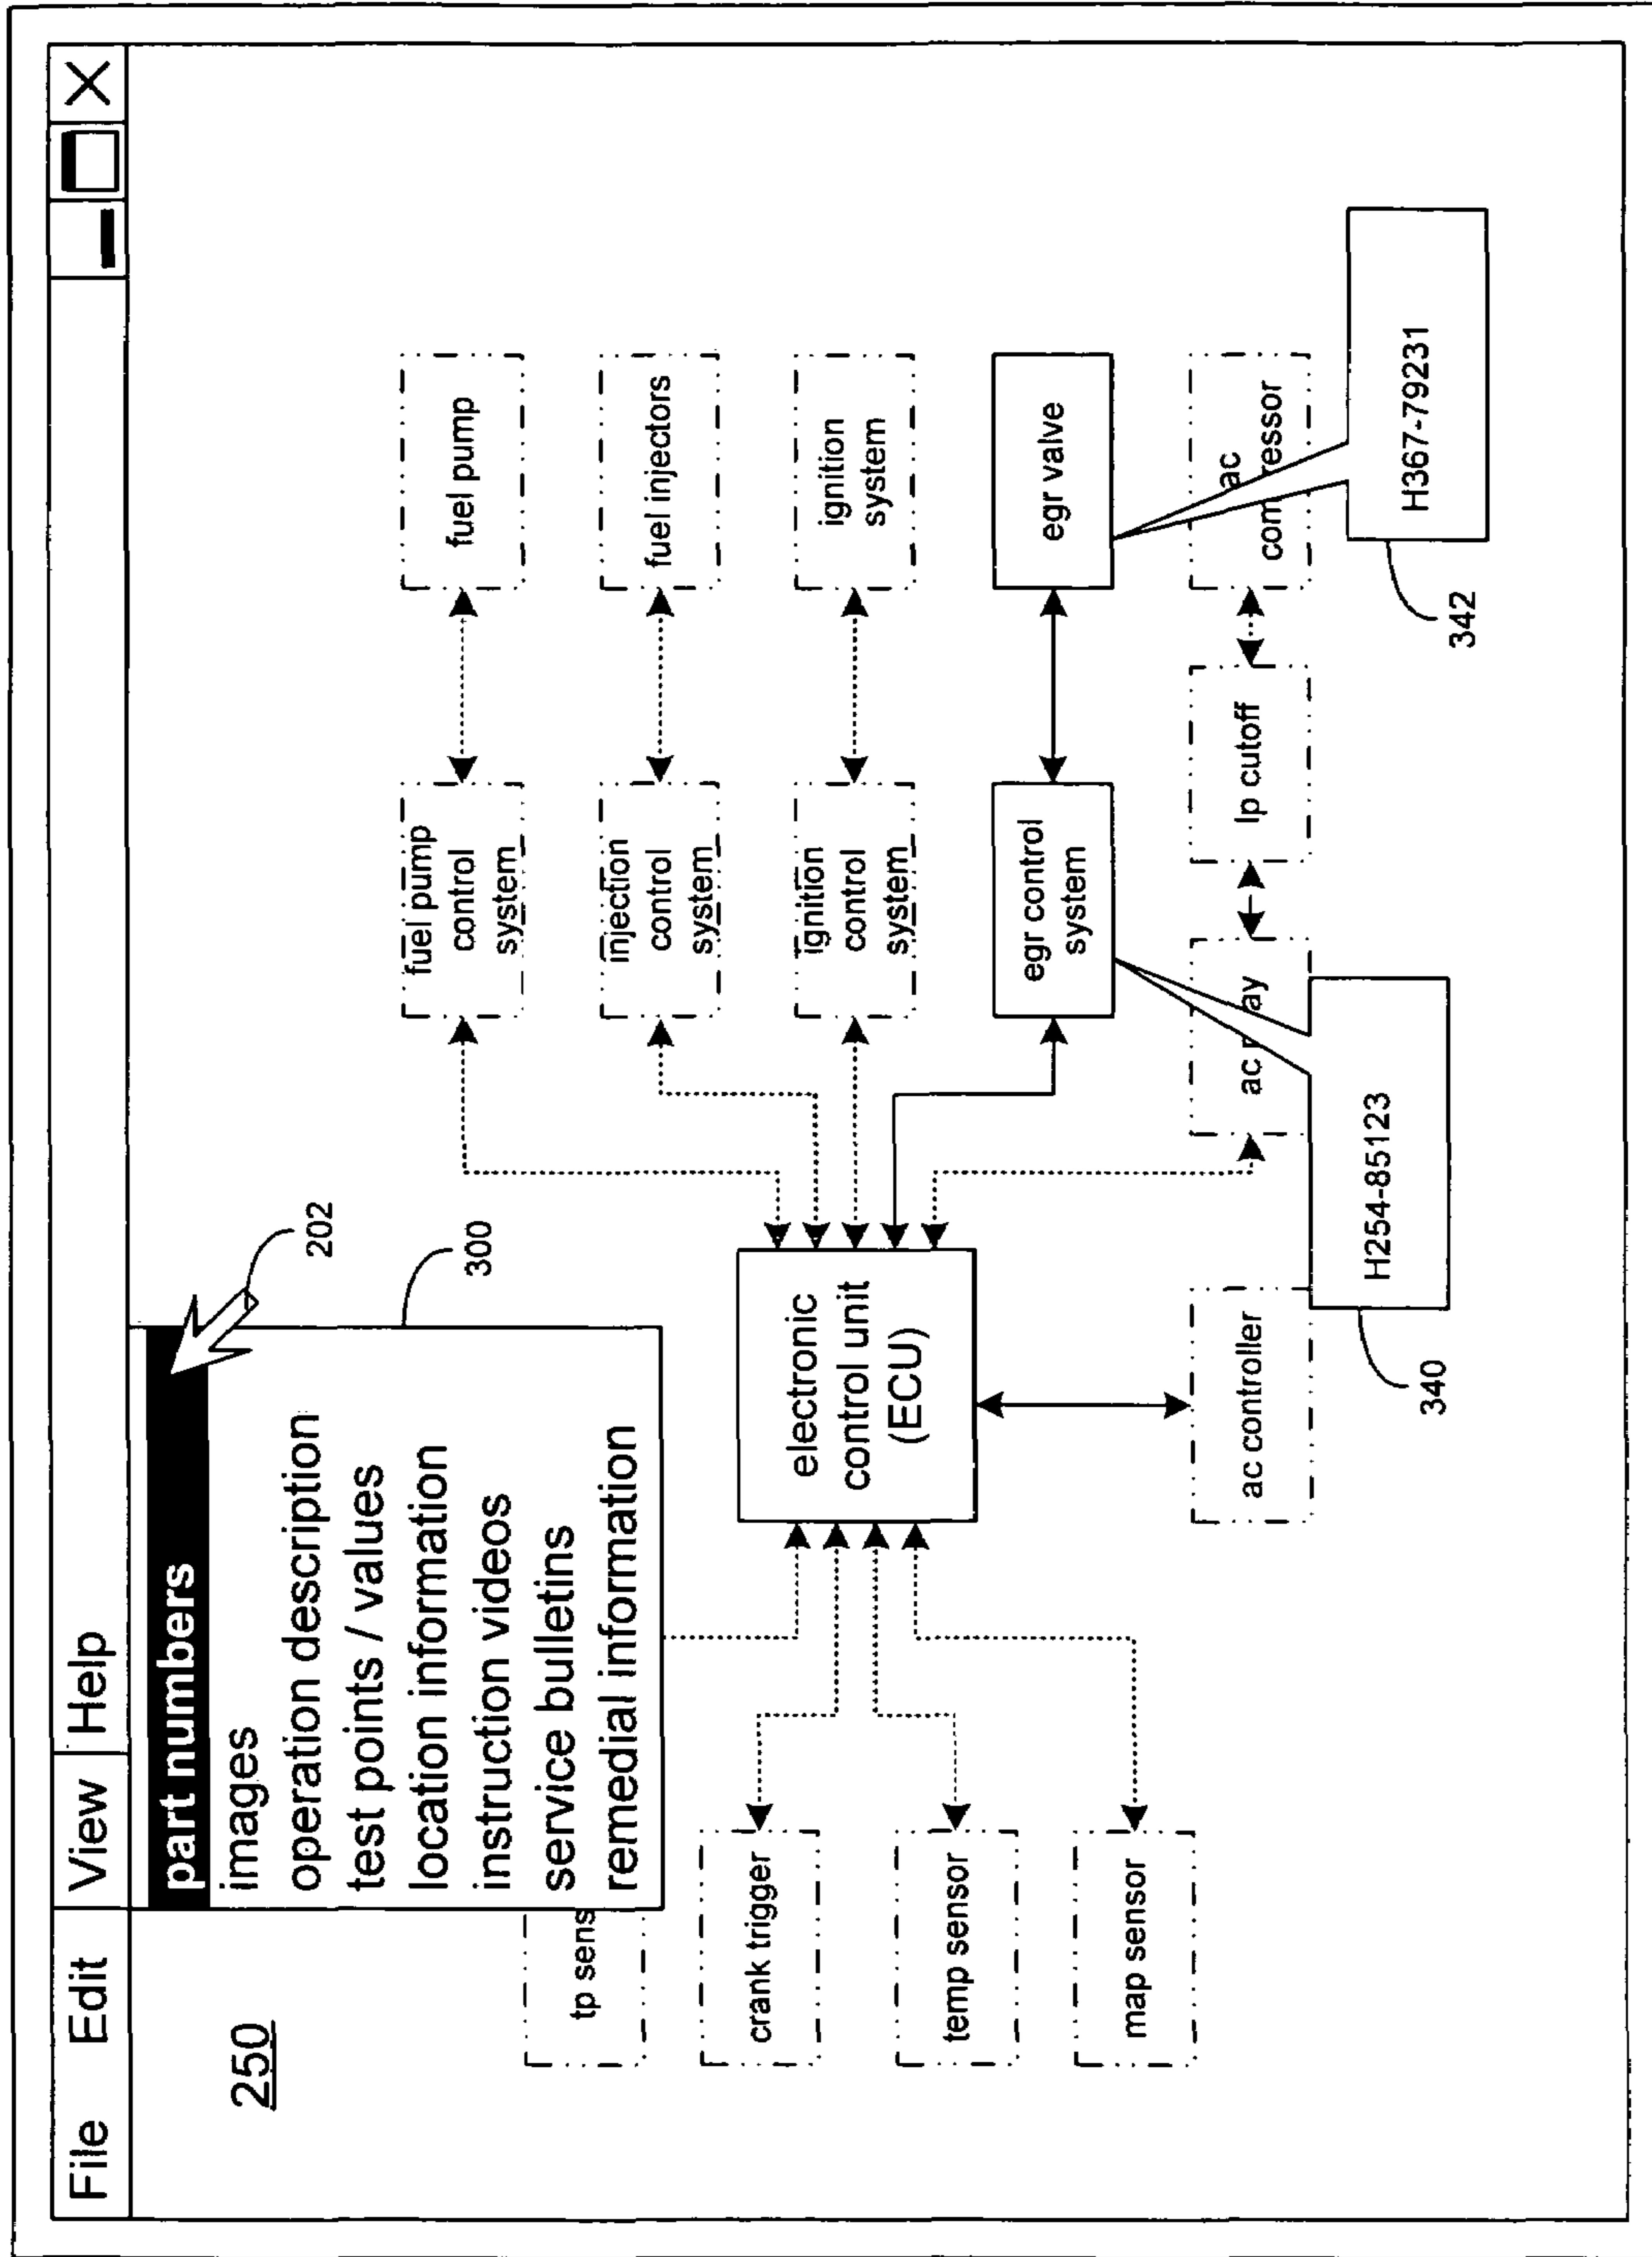 File Edit View Help
250
part numbers
images
operation description
test points / values
location information
instruction videos
service bulletins
remedial information
202
300
tp sens
crank trigger
temp sensor
map sensor
electronic
control unit
(ECU)
ac controller
fuel pump
control
system
fuel pump
injection
control
system
fuel injectors
ignition
control
system
ignition
system
egr control
system
egr valve
ac
lp cutoff
ac
H254-85123
340
H367-79231
342